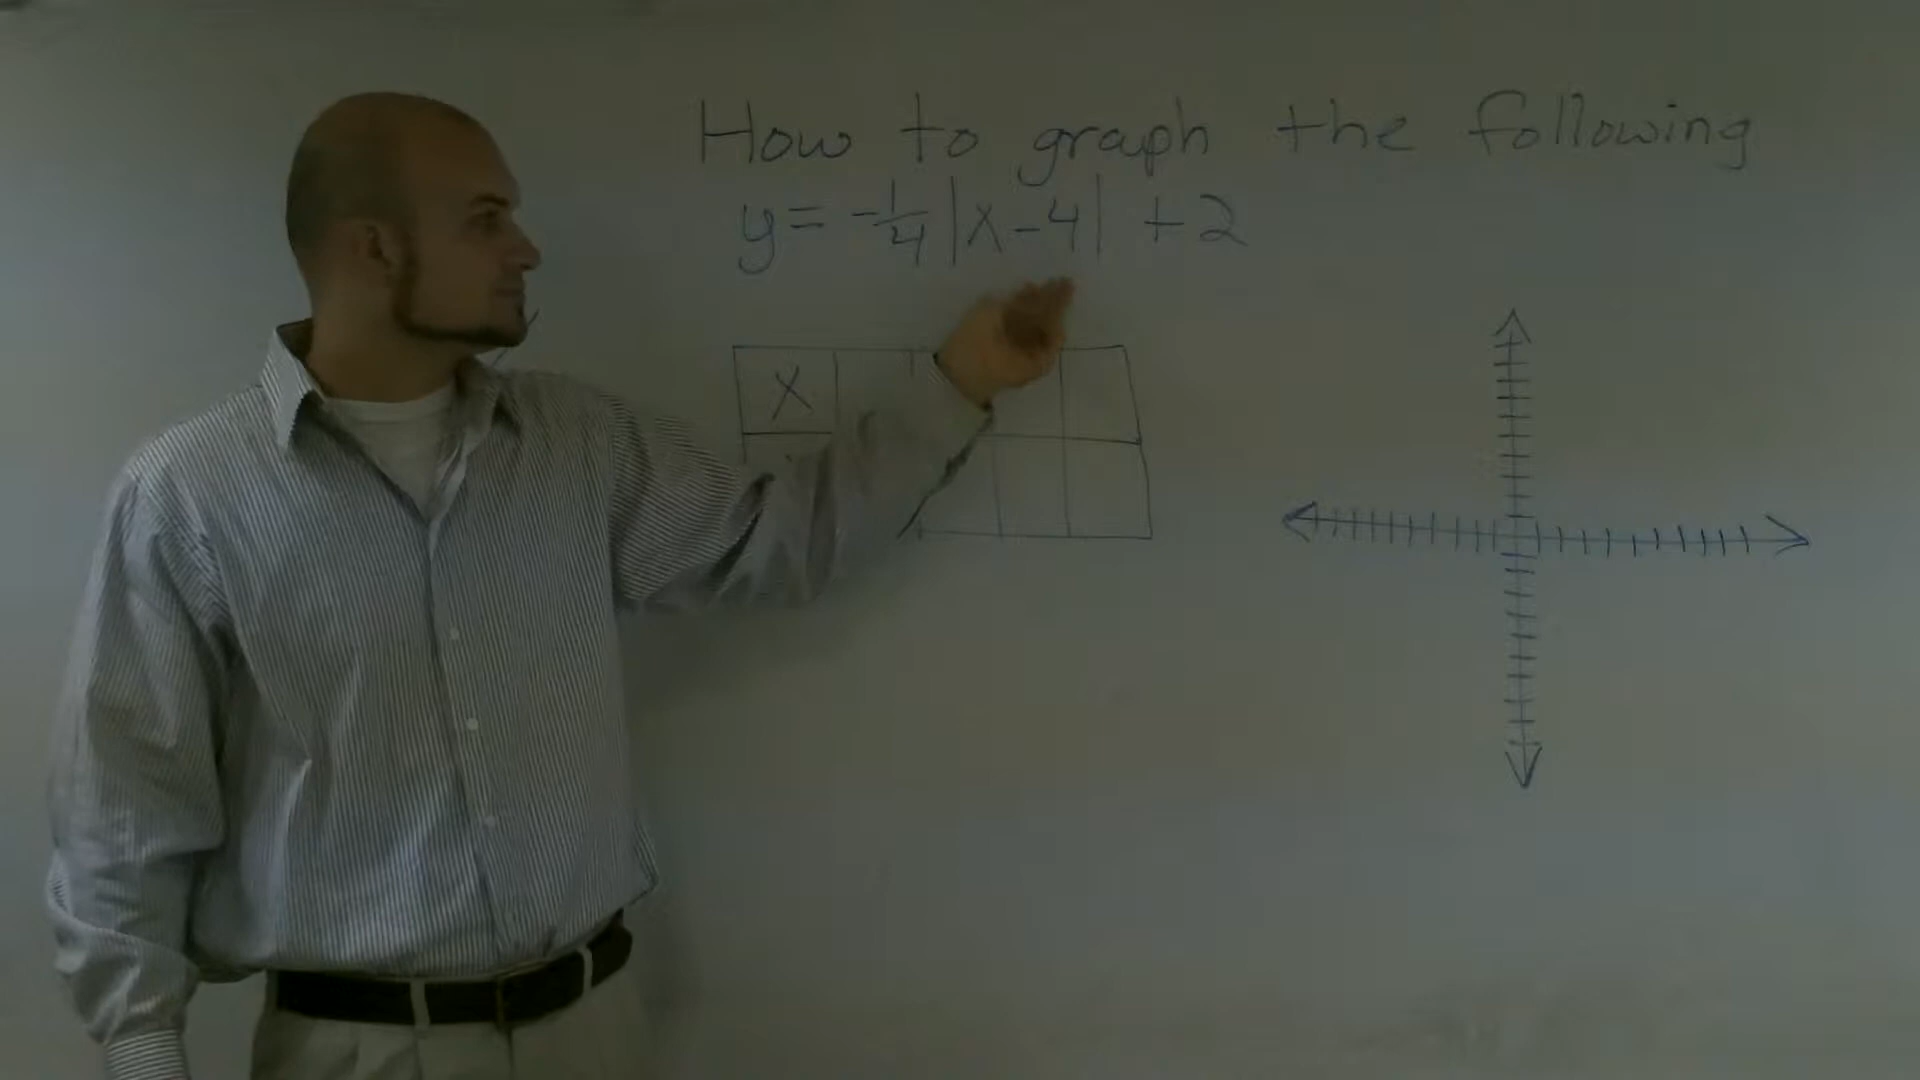 How to graph the following
y = -1/4 |x-4| + 2
X